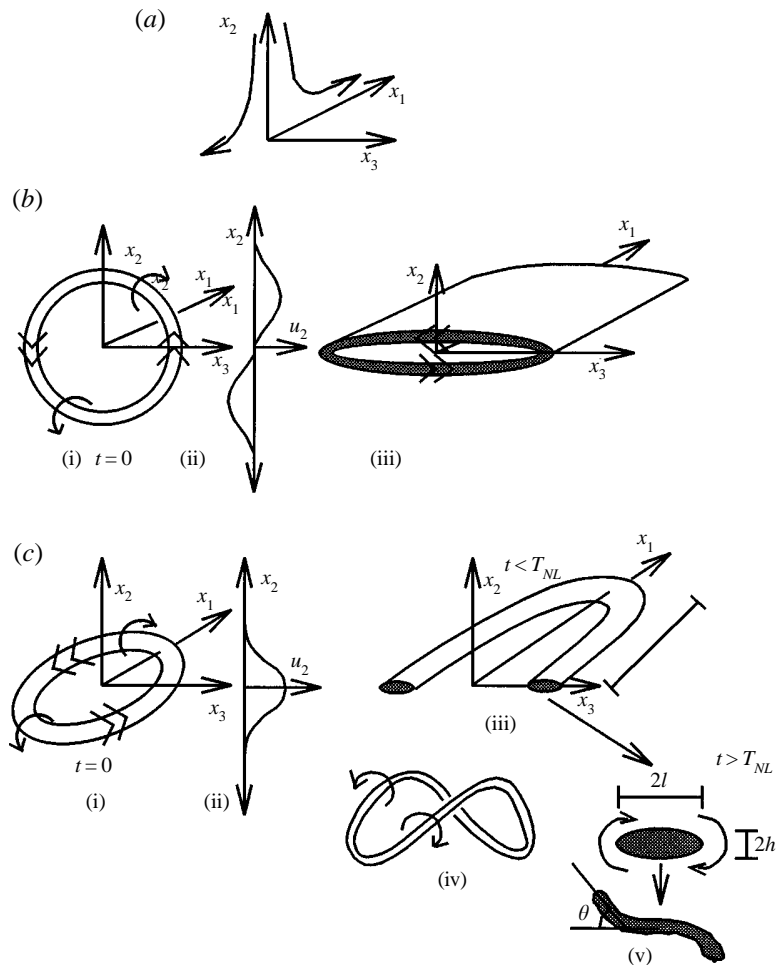 (a)
x2
x1
x3
(b)
x2
x2
x1
x1
x3
(i) t = 0
x2
u2
(ii)
x1
x2
x3
(iii)
(c)
x2
x1
x3
t = 0
(i)
x2
u2
(ii)
t < TNL
x1
x2
x3
(iii)
(iv)
t > TNL
2l
2h
θ
(v)